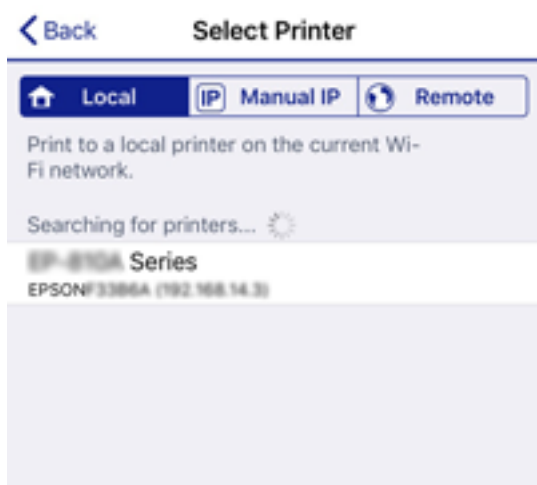 Back
Select Printer
Local
IP Manual IP
Remote
Print to a local printer on the current Wi-
Fi network.
Searching for printers...
Series
EPSON